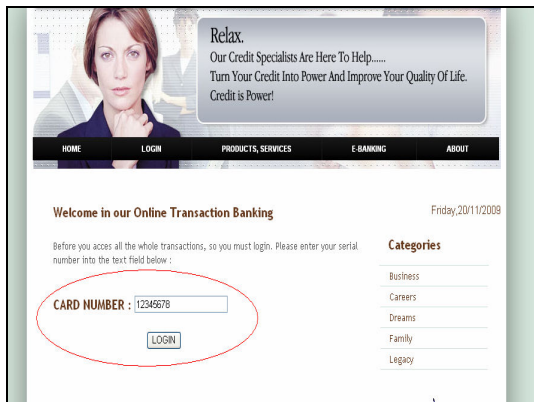 Relax.
Our Credit Specialists Are Here To Help......
Turn Your Credit Into Power And Improve Your Quality Of Life.
Credit is Power!
HOME LOGIN PRODUCTS, SERVICES E-BANKING ABOUT
Welcome in our Online Transaction Banking
Friday,20/11/2009
Before you acces all the whole transactions, so you must login. Please enter your serial
number into the text field below :
CARD NUMBER : 12345678
LOGIN
Categories
Business
Careers
Dreams
Family
Legacy